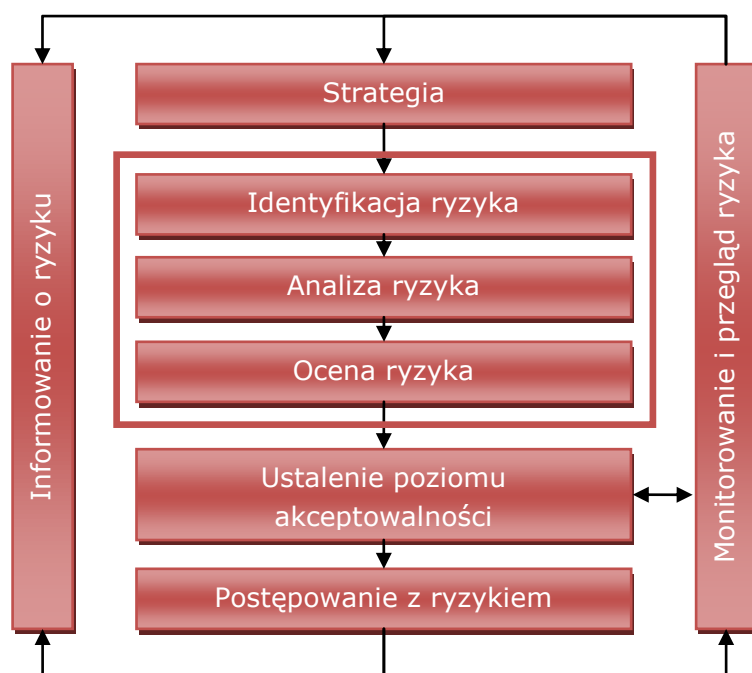 Strategia
Identyfikacja ryzyka
Analiza ryzyka
Ocena ryzyka
Ustalenie poziomu
akceptowalności
Postępowanie z ryzykiem
Informowanie o ryzyku
Monitorowanie i przegląd ryzyka